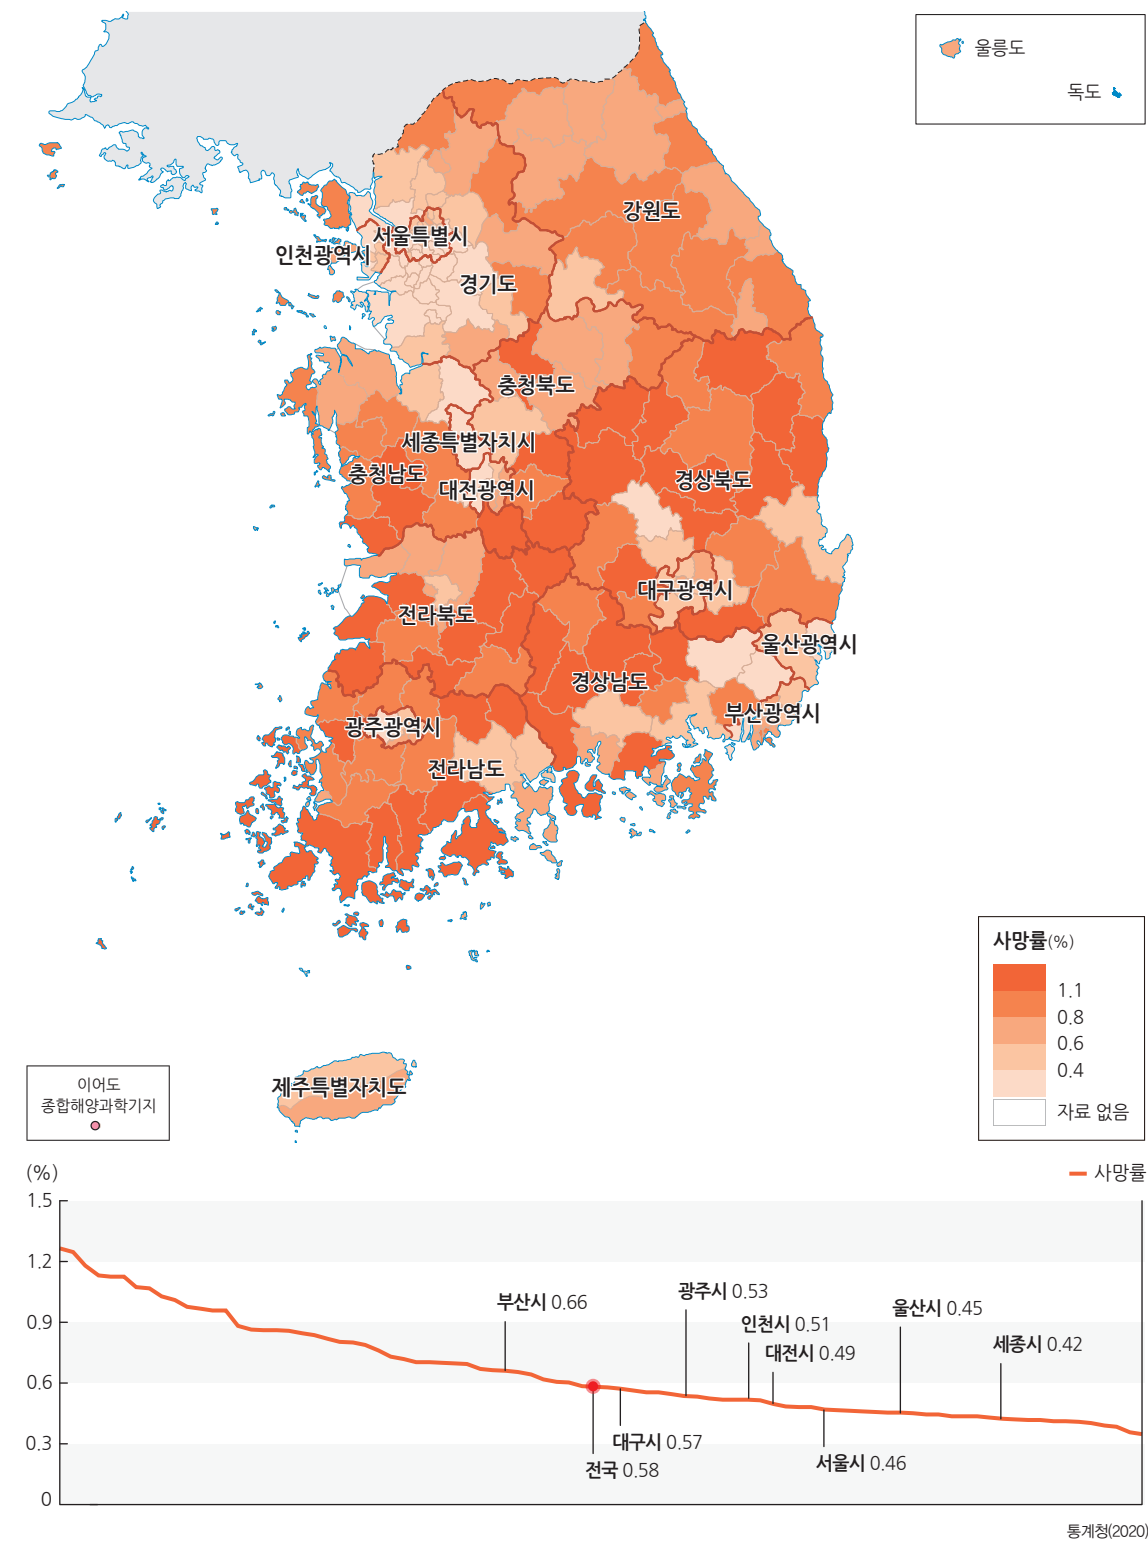 울릉도
독도
강원도
서울특별시
인천광역시
경기도
충청북도
세종특별자치시
충청남도
대전광역시
경상북도
대구광역시
전라북도
울산광역시
경상남도
부산광역시
광주광역시
전라남도
제주특별자치도
이어도
종합해양과학기지
사망률(%)
1.1
0.8
0.6
0.4
자료 없음
(%)
사망률
1.5
1.2
0.9
0.6
0.3
0
부산시 0.66
광주시 0.53
인천시 0.51
대전시 0.49
울산시 0.45
세종시 0.42
대구시 0.57
전국 0.58
서울시 0.46
통계청(2020)